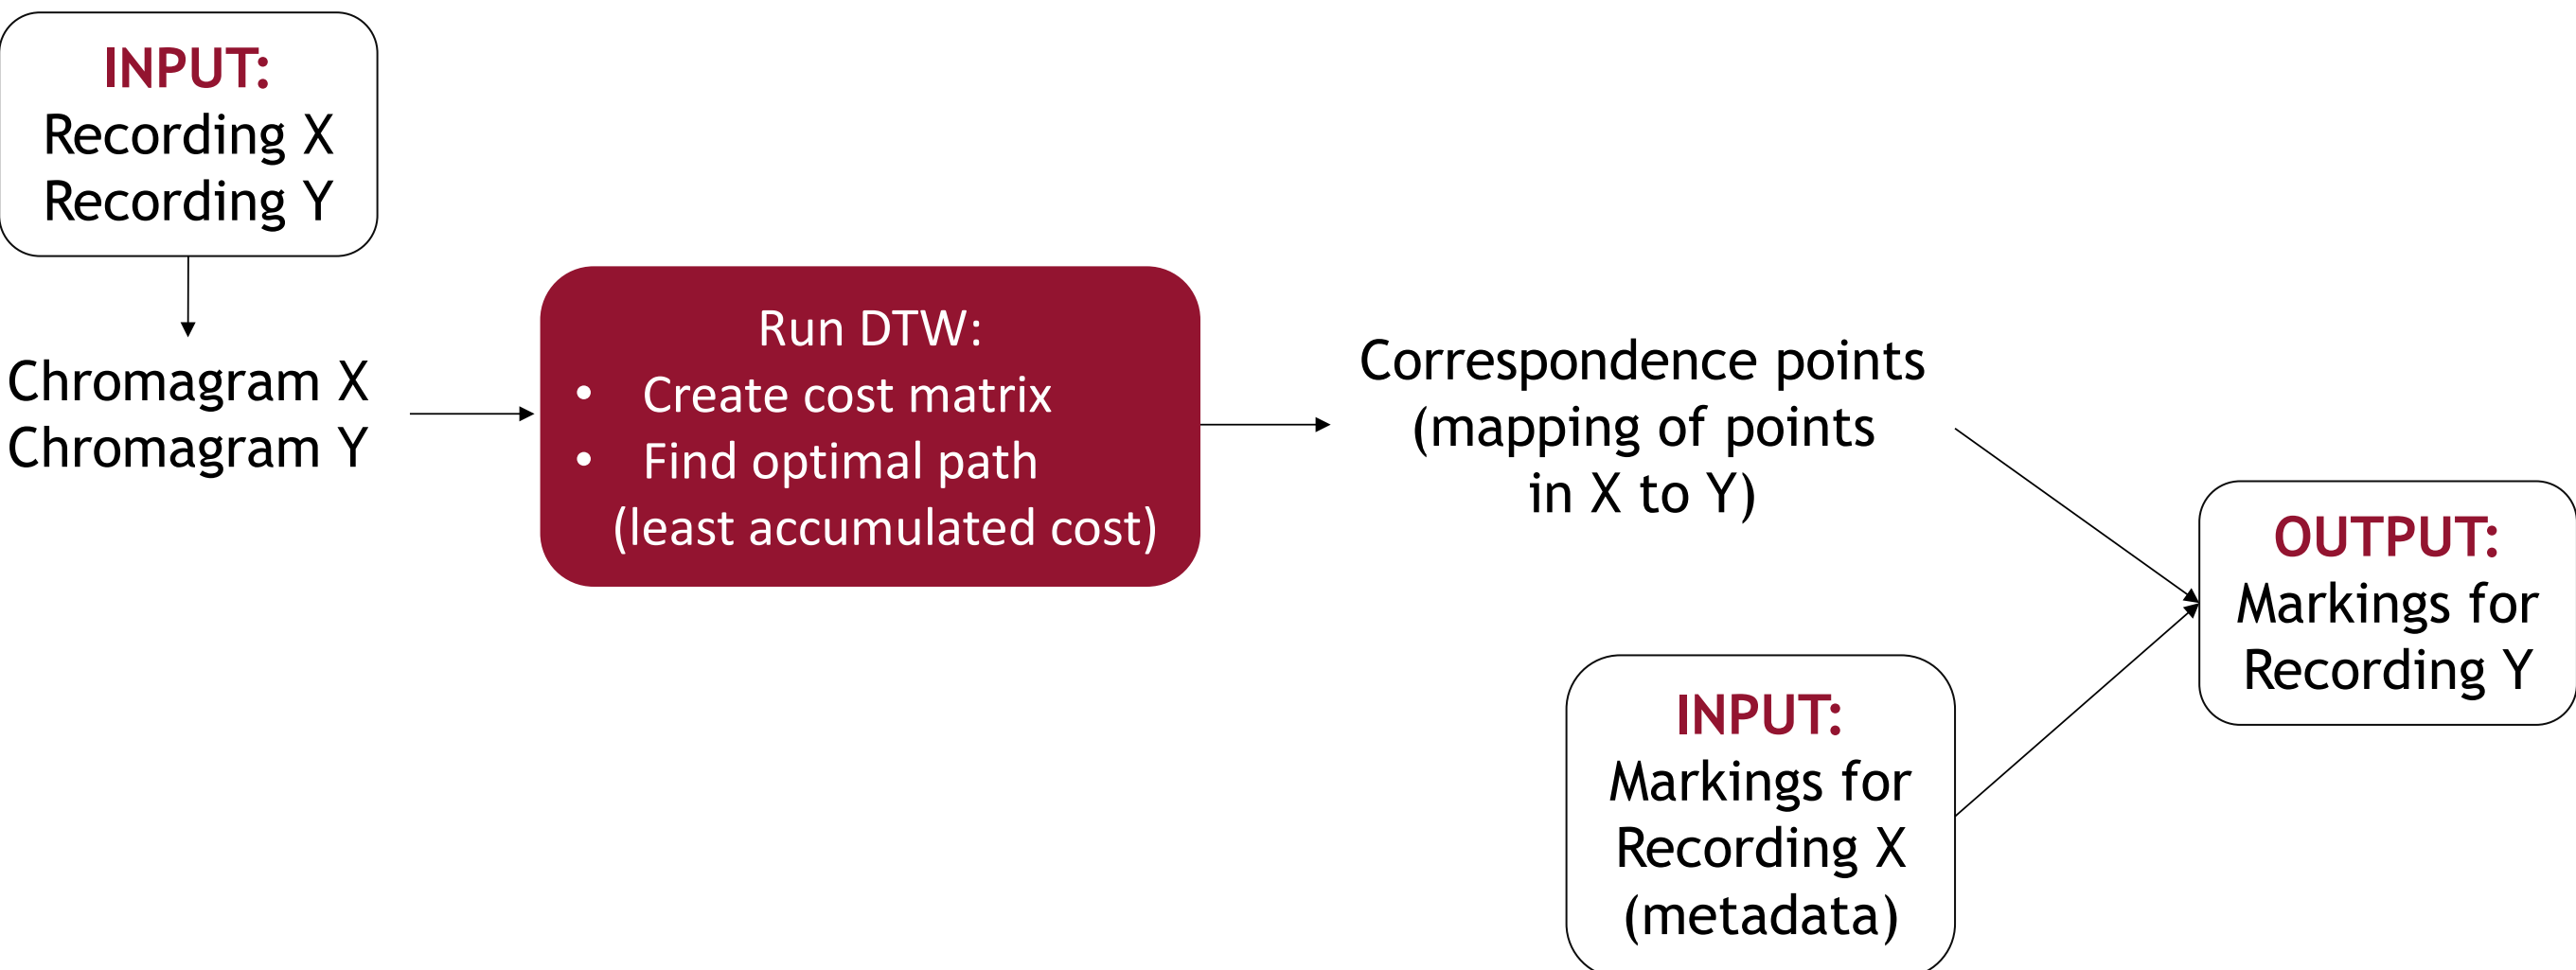 INPUT:
Recording X
Recording Y
Chromagram X
Chromagram Y
Run DTW:
• Create cost matrix
• Find optimal path
(least accumulated cost)
Correspondence points
(mapping of points
in X to Y)
INPUT:
Markings for
Recording X
(metadata)
OUTPUT:
Markings for
Recording Y